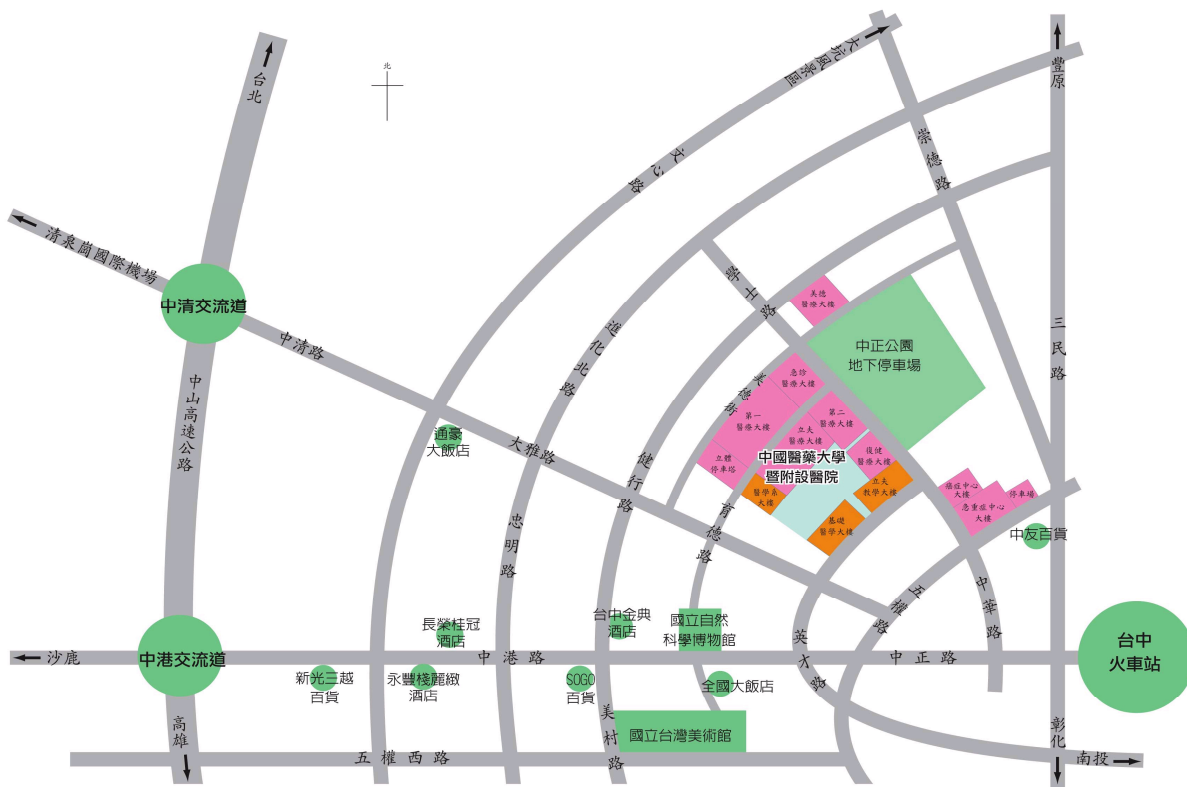 大坑風景區
豐原
台北
北
崇德路
文心路
清泉崗國際機場
學士路
美德
醫療大樓
中清交流道
三民路
中清路
進化北路
中正公園
地下停車場
中山高速公路
美德街
急診
醫療大樓
第一
醫療大樓
第二
醫療大樓
立夫
醫療大樓
通豪
大飯店
大雅路
復健
醫療大樓
中國醫藥大學
暨附設醫院
立體
停車塔
健行路
醫學系
大樓
立夫
教學大樓
癌症中心
大樓
急重症中心
大樓
停車場
基礎
醫學大樓
忠明路
育德路
中友百貨
五權路
中華路
台中金典
酒店
國立自然
科學博物館
長榮桂冠
酒店
英才路
台中
火車站
沙鹿
中港交流道
中港路
中正路
新光三越
百貨
永豐棧麗緻
酒店
SOGO
百貨
全國大飯店
高雄
美村路
國立台灣美術館
彰化
五權西路
南投